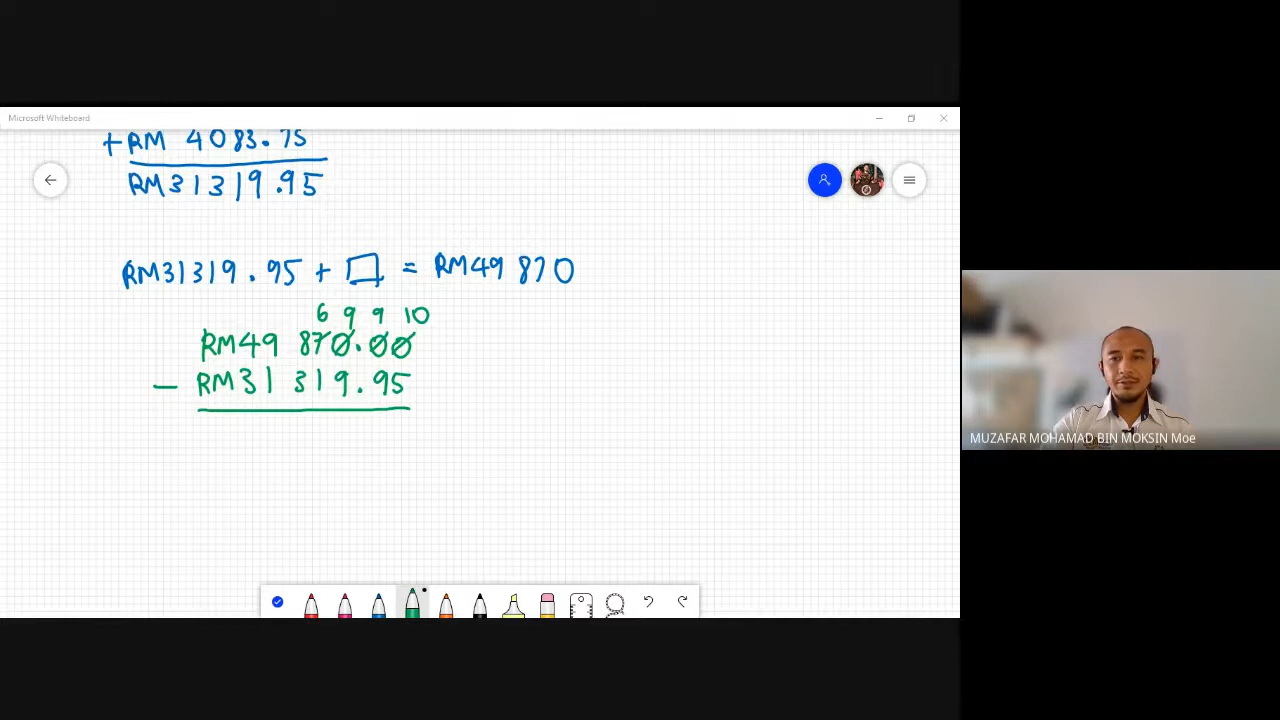 Microsoft Whiteboard
+RM 4083.75
RM31319.95
RM31319.95 + □ = RM49 870
6 9 9 10
RM49 870.00
− RM31 319.95
MUZAFAR MOHAMAD BIN MOKSIN Moe